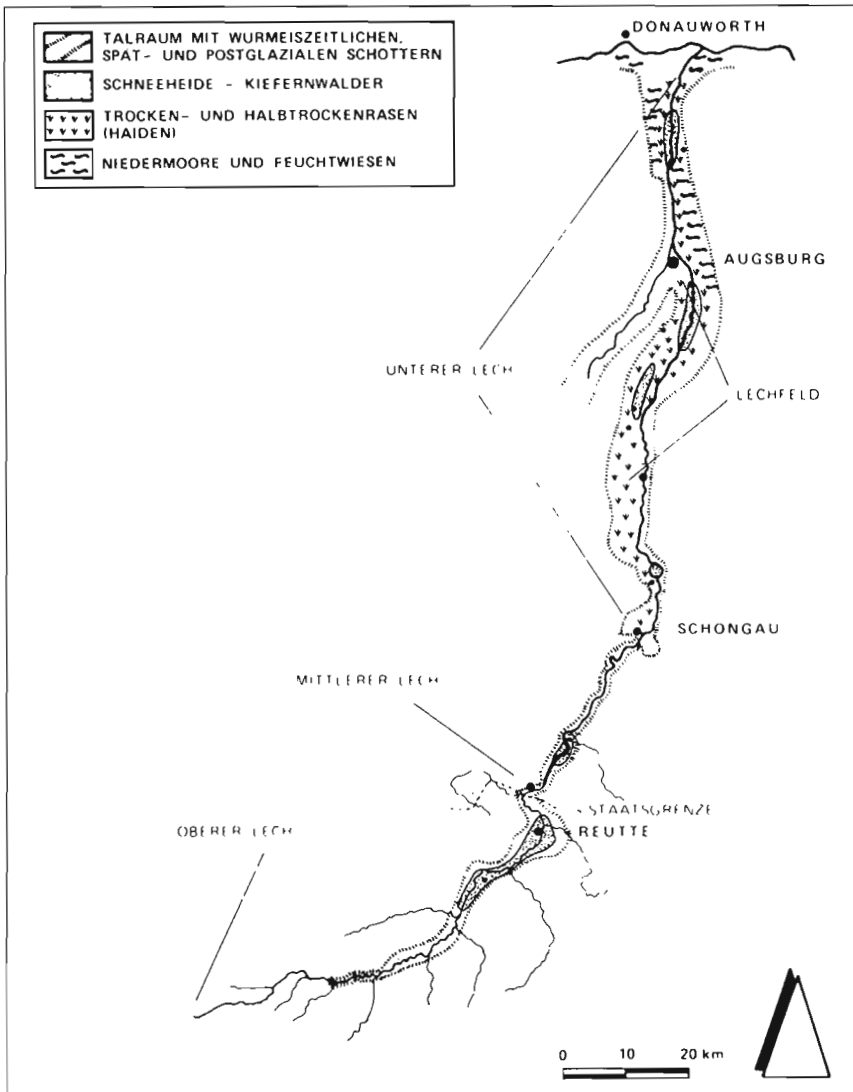 TALRAUM MIT WURMEISZEITLICHEN,
SPÄT- UND POSTGLAZIALEN SCHOTTERN
SCHNEEHEIDE - KIEFERNWALDER
TROCKEN- UND HALBTROCKENRASEN
(HAIDEN)
NIEDERMOORE UND FEUCHTWIESEN
DONAUWORTH
AUGSBURG
UNTERER LECH
LECHFELD
SCHONGAU
MITTLERER LECH
STAATSGRENZE
OBERER LECH
REUTTE
0 10 20 km